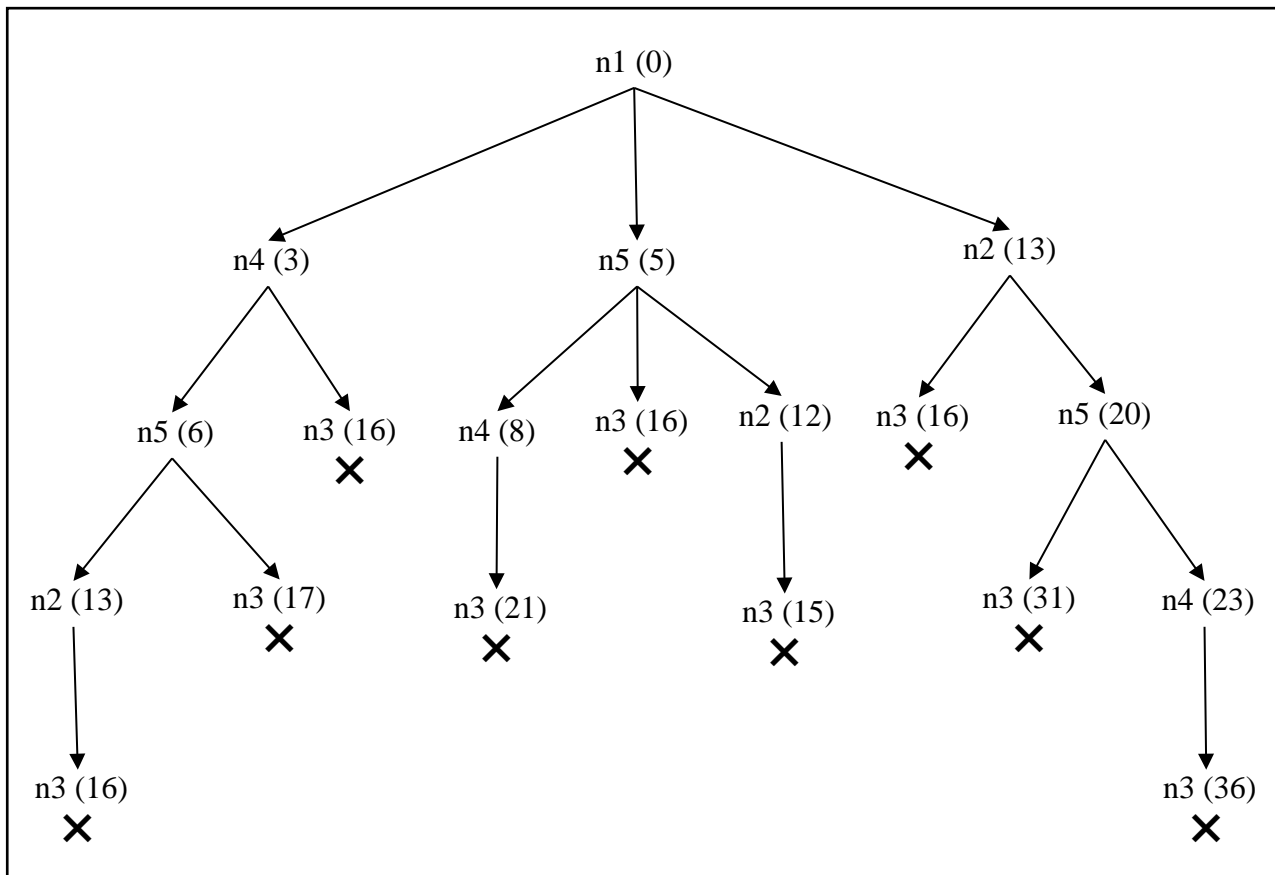 n1 (0)
n4 (3)
n5 (5)
n2 (13)
n5 (6)
n3 (16)
n4 (8)
n3 (16)
n2 (12)
n3 (16)
n5 (20)
n2 (13)
n3 (17)
n3 (21)
n3 (15)
n3 (31)
n4 (23)
n3 (16)
n3 (36)